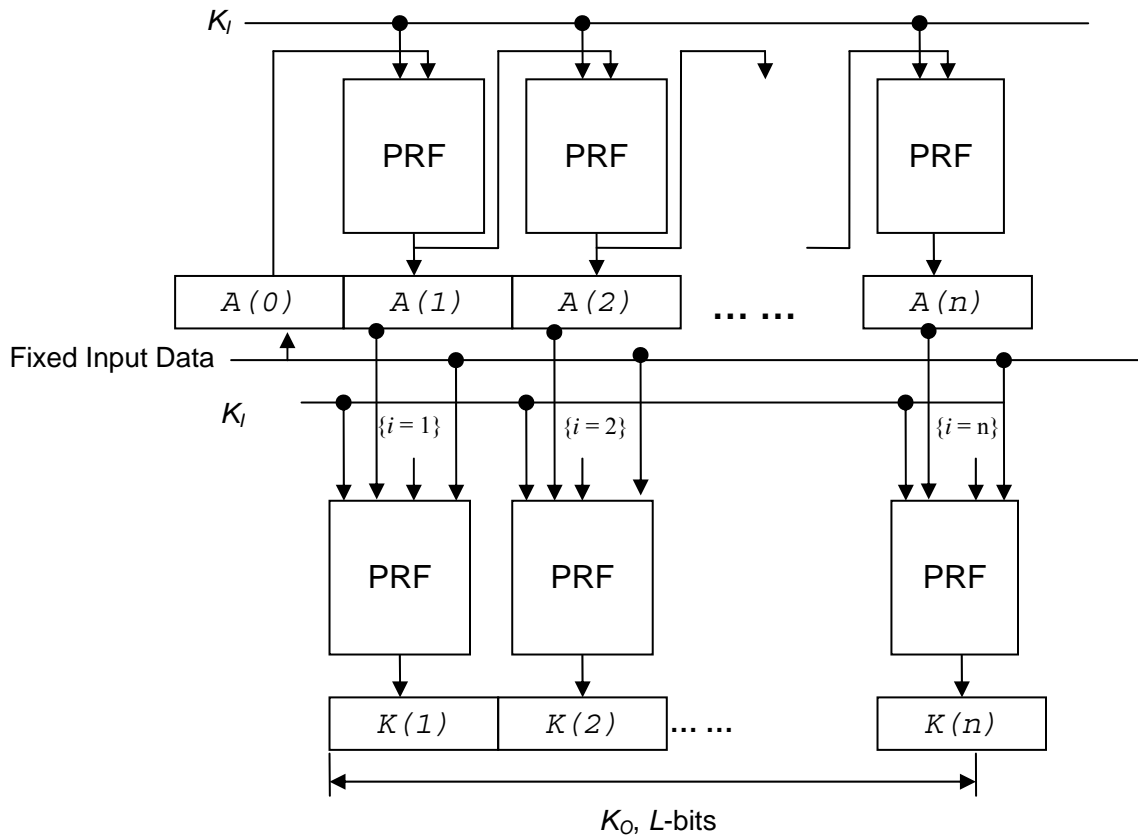 K_I
PRF PRF PRF
A(0) A(1) A(2) ... ... A(n)
Fixed Input Data
K_I
{i = 1} {i = 2} {i = n}
PRF PRF PRF
K(1) K(2) ... ... K(n)
K_O, L-bits